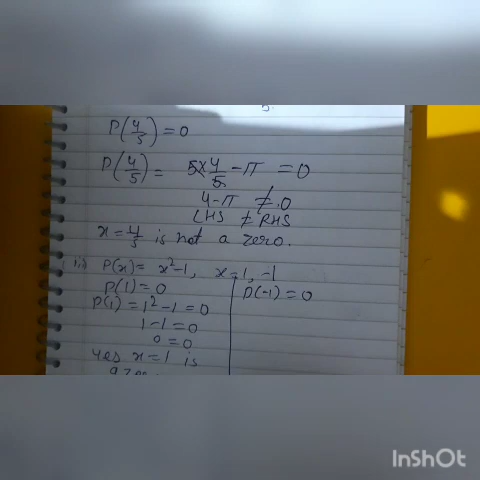 P(4/5) = 0
P(4/5) = 5×4/5 - π = 0
4 - π ≠ 0
LHS ≠ RHS
x = 4/5 is not a zero.
(iii) P(x) = x²-1, x = 1, -1
P(1) = 0
P(-1) = 0
P(1) = 1² - 1 = 0
1 - 1 = 0
0 = 0
Yes x = 1 is
InShOt